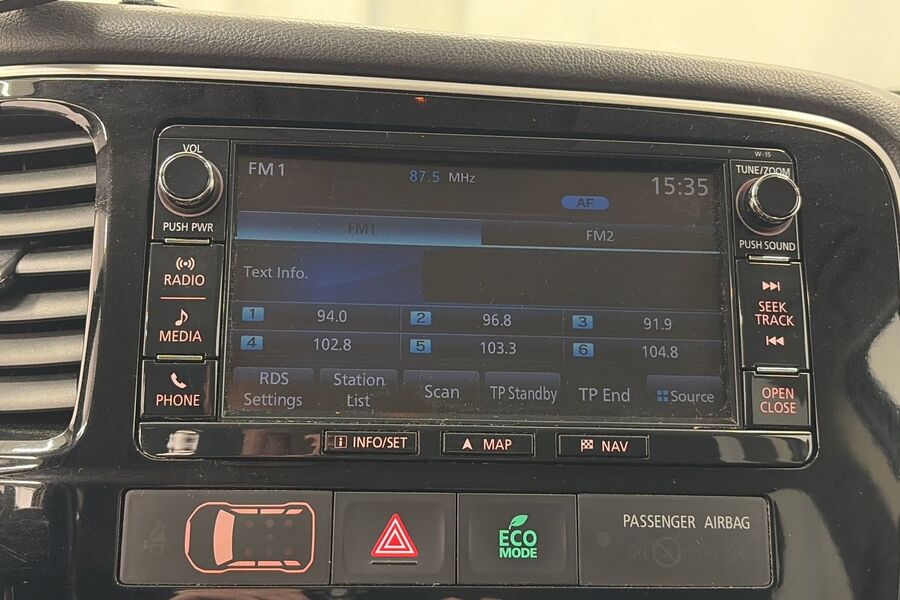 W-15
VOL
PUSH PWR
RADIO
MEDIA
PHONE
FM1
87.5 MHz
15:35
AF
FM1
FM2
Text Info.
1 94.0
2 96.8
3 91.9
4 102.8
5 103.3
6 104.8
RDS Settings
Station List
Scan
TP Standby
TP End
Source
TUNE/ZOOM
PUSH SOUND
SEEK
TRACK
OPEN
CLOSE
INFO/SET
MAP
NAV
ECO
MODE
PASSENGER AIRBAG
ON OFF